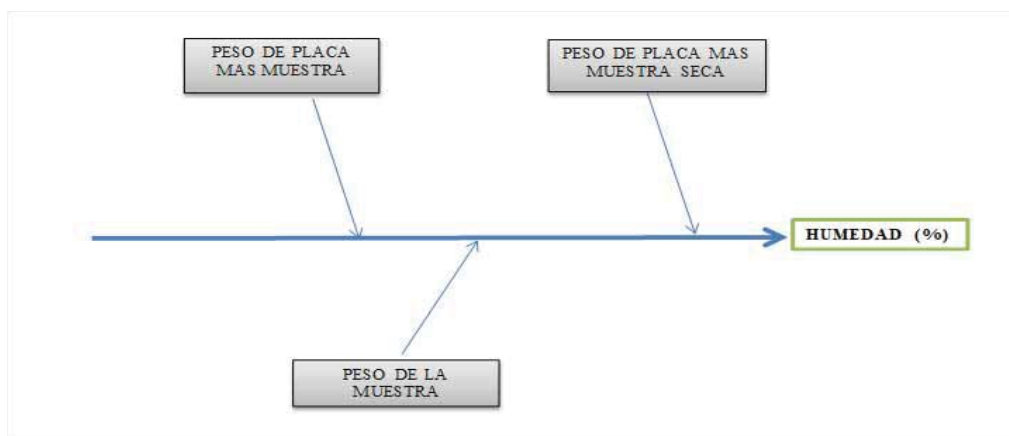 PESO DE PLACA
MAS MUESTRA
PESO DE PLACA MAS
MUESTRA SECA
HUMEDAD (%)
PESO DE LA
MUESTRA